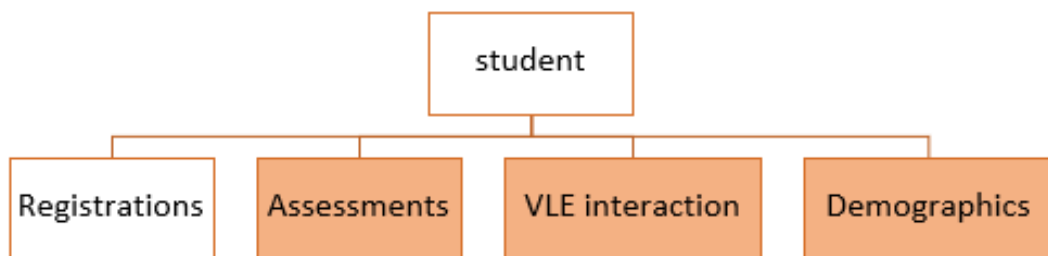 student
Registrations
Assessments
VLE interaction
Demographics